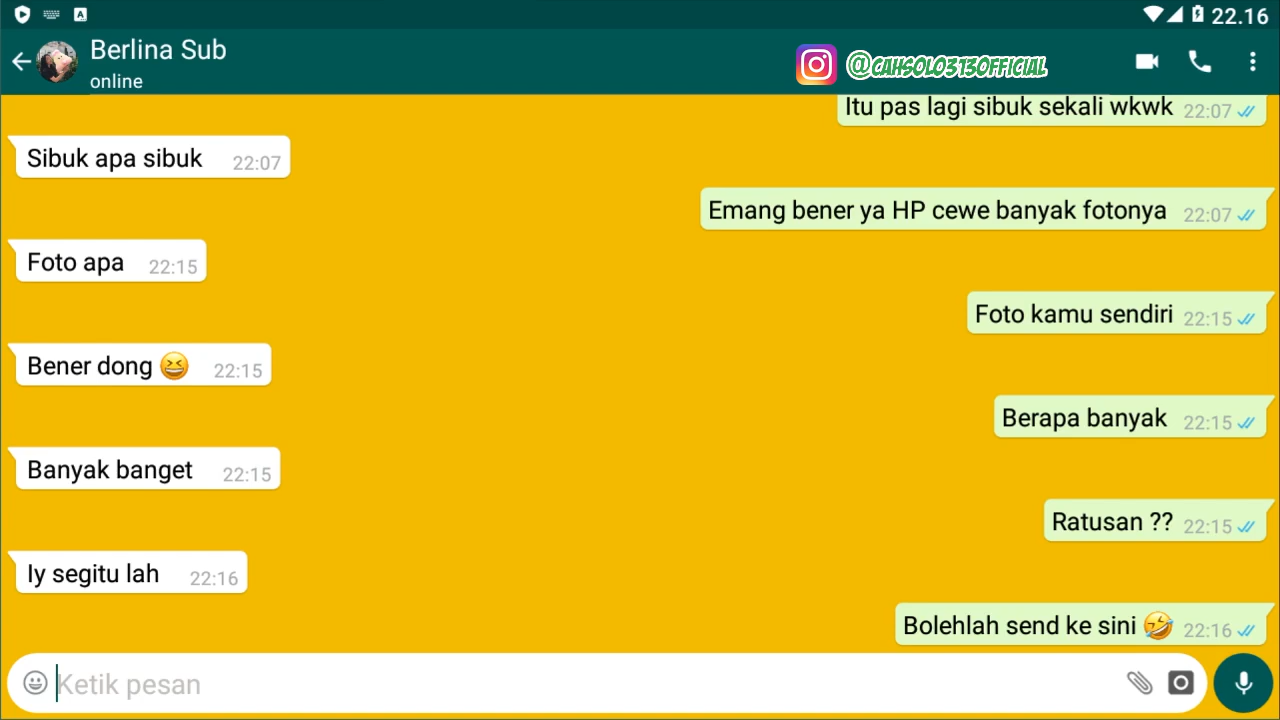 22.16
Berlina Sub
online
@CAHSOLO313OFFICIAL
Itu pas lagi sibuk sekali wkwk 22:07
Sibuk apa sibuk 22:07
Emang bener ya HP cewe banyak fotonya 22:07
Foto apa 22:15
Foto kamu sendiri 22:15
Bener dong 😆 22:15
Berapa banyak 22:15
Banyak banget 22:15
Ratusan ?? 22:15
Iy segitu lah 22:16
Bolehlah send ke sini 🤣 22:16
Ketik pesan